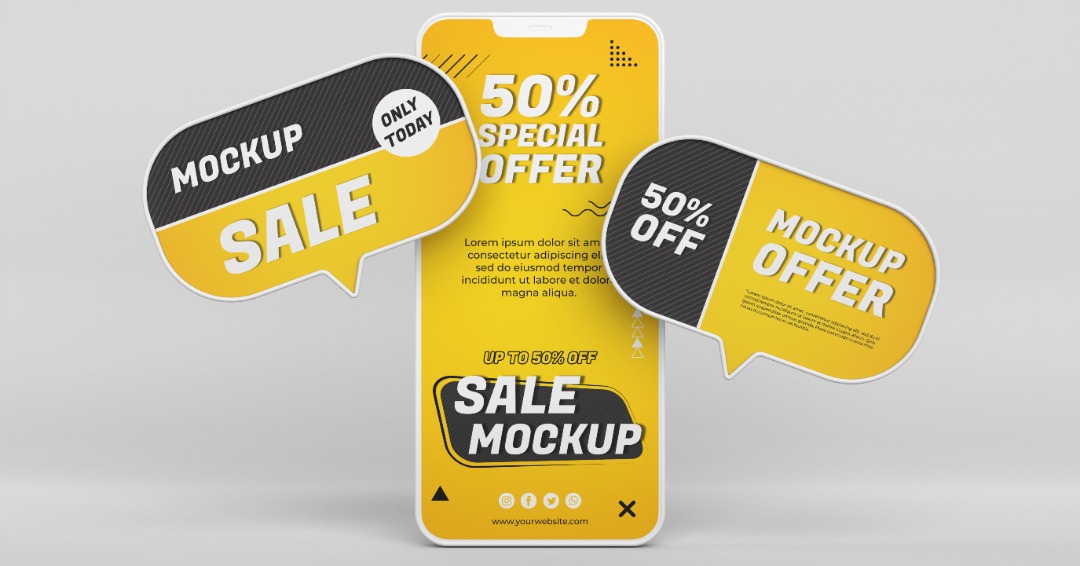 MOCKUP
ONLY
TODAY
SALE
50%
SPECIAL
OFFER
Lorem ipsum dolor sit am
consectetur adipiscing el
sed do eiusmod tempor
incididunt ut labore et dolor
magna aliqua.
UP TO 50% OFF
SALE
MOCKUP
www.yourwebsite.com
50%
OFF
MOCKUP
OFFER